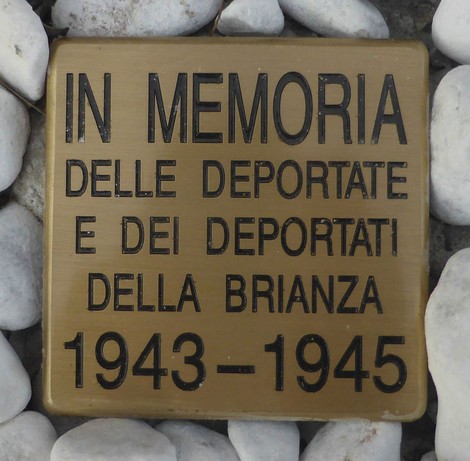 IN MEMORIA
DELLE DEPORTATE
E DEI DEPORTATI
DELLA BRIANZA
1943–1945